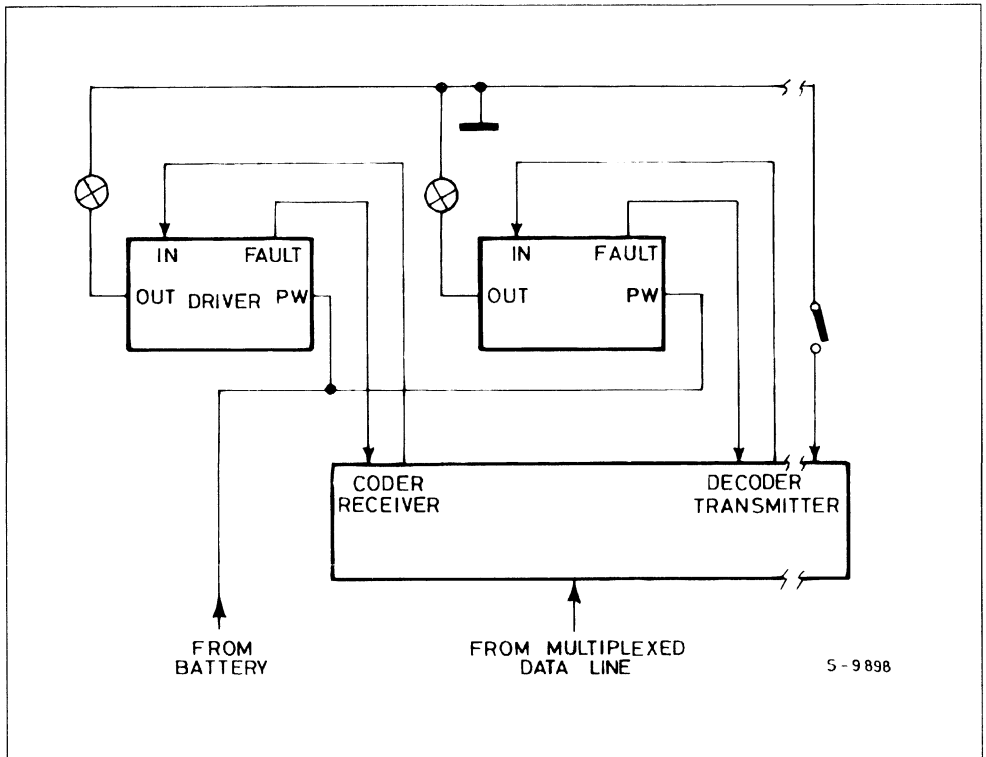 IN FAULT
OUT DRIVER PW
IN FAULT
OUT PW
CODER
RECEIVER
DECODER
TRANSMITTER
FROM
BATTERY
FROM MULTIPLEXED
DATA LINE
S-9898